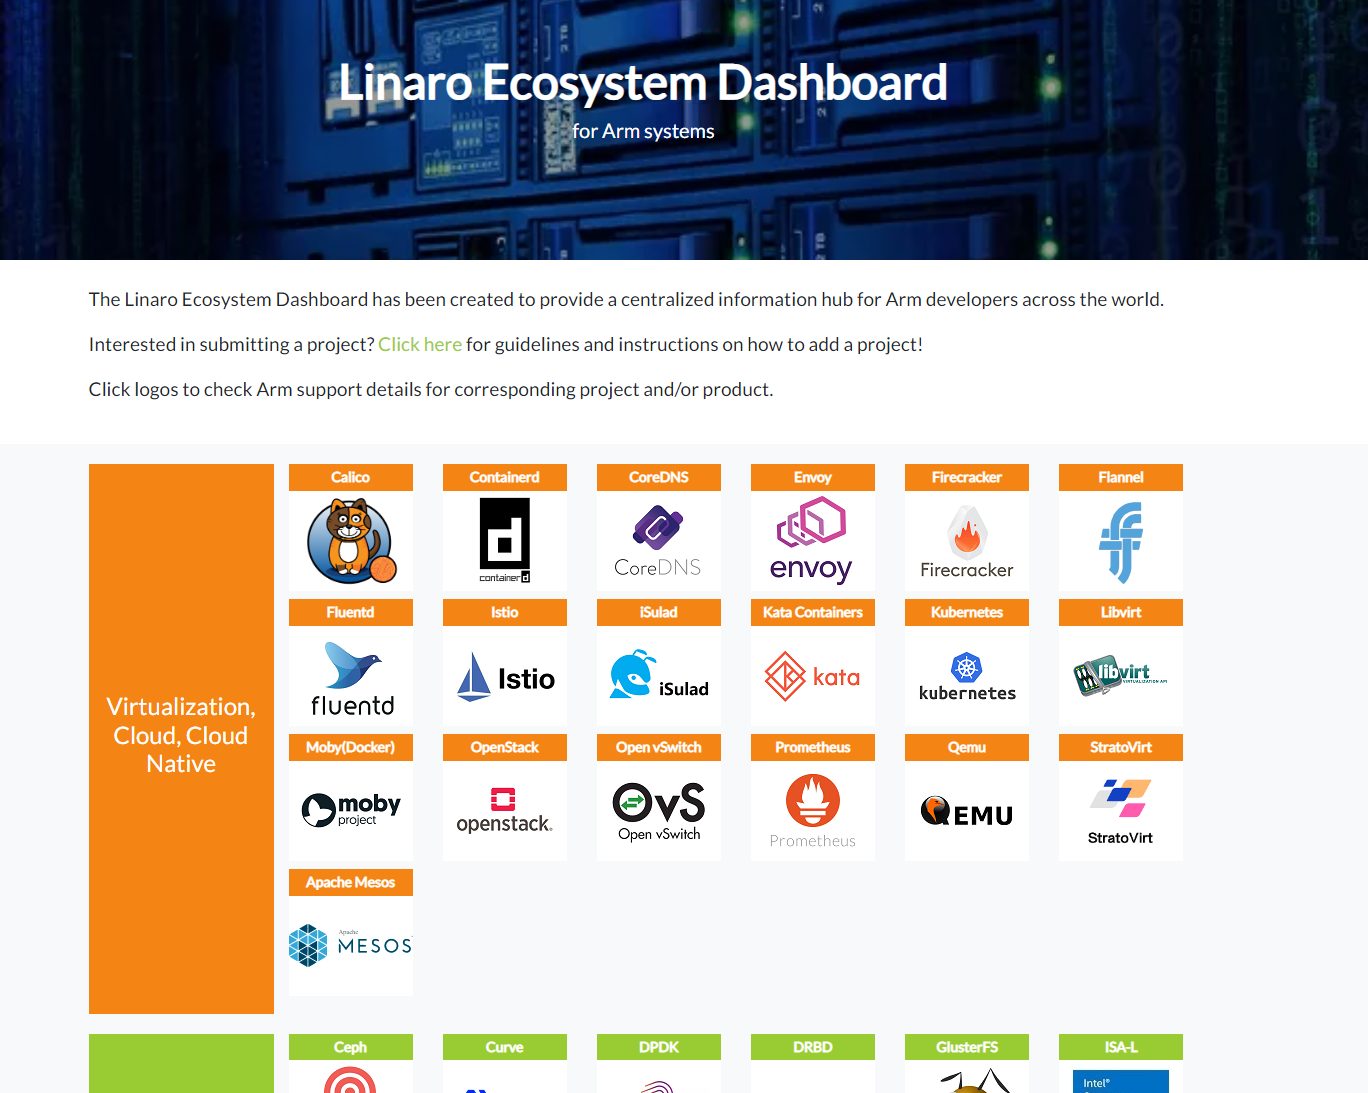 Linaro Ecosystem Dashboard
for Arm systems
The Linaro Ecosystem Dashboard has been created to provide a centralized information hub for Arm developers across the world.
Interested in submitting a project? Click here for guidelines and instructions on how to add a project!
Click logos to check Arm support details for corresponding project and/or product.
Virtualization,
Cloud, Cloud
Native
Calico
Containerd
CoreDNS
Envoy
Firecracker
Flannel
d
containerd
CoreDNS
envoy
Firecracker
Fluentd
Istio
iSulad
Kata Containers
Kubernetes
Libvirt
fluentd
Istio
iSulad
kata
kubernetes
libvirt
VIRTUALIZATION API
Moby(Docker)
OpenStack
Open vSwitch
Prometheus
Qemu
StratoVirt
moby
project
openstack.
OvS
Open vSwitch
Prometheus
QEMU
StratoVirt
Apache Mesos
Apache
MESOS
Ceph
Curve
DPDK
DRBD
GlusterFS
ISA-L
Intel®